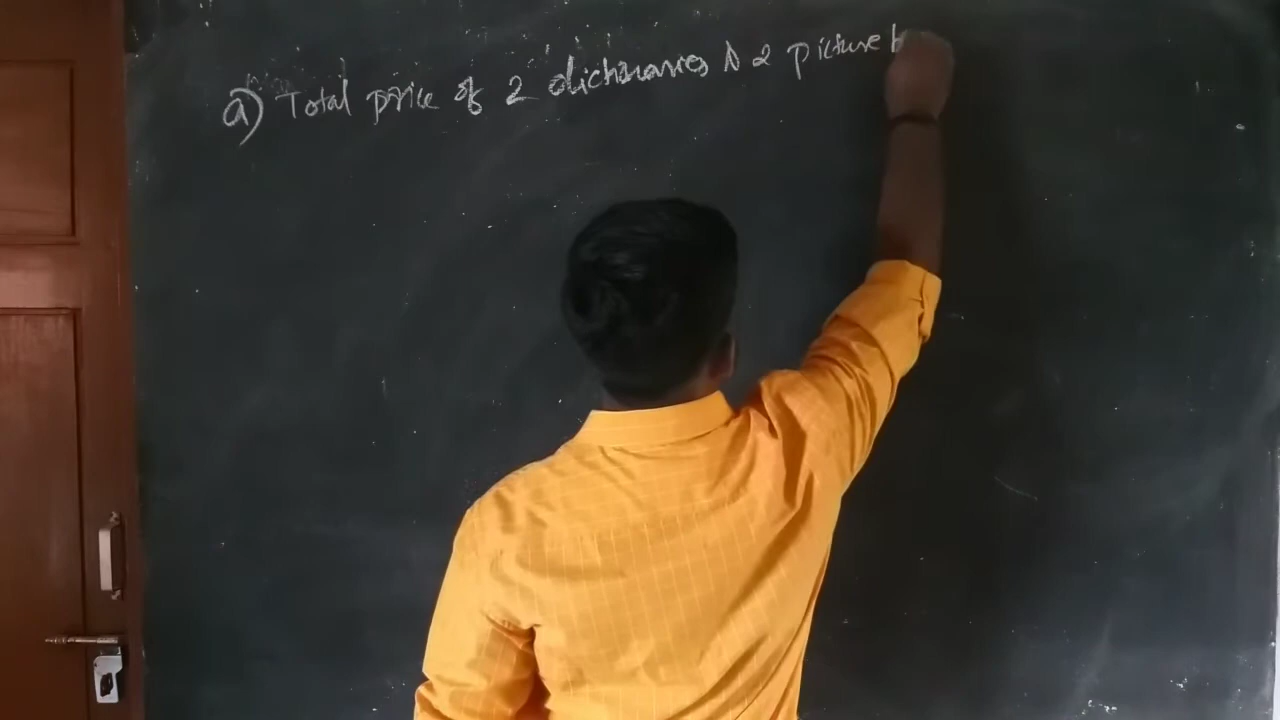 a) Total price of 2 dictionaries & 2 picture b